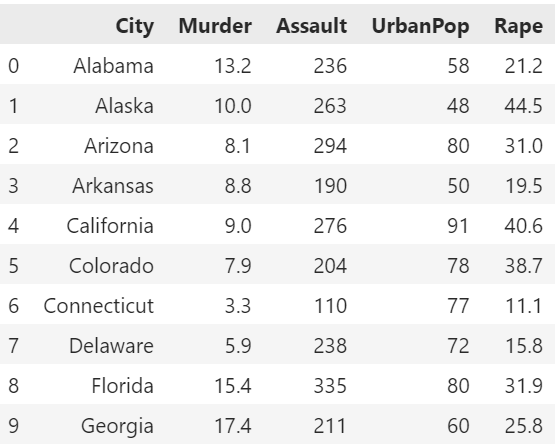 City Murder Assault UrbanPop Rape
0 Alabama 13.2 236 58 21.2
1 Alaska 10.0 263 48 44.5
2 Arizona 8.1 294 80 31.0
3 Arkansas 8.8 190 50 19.5
4 California 9.0 276 91 40.6
5 Colorado 7.9 204 78 38.7
6 Connecticut 3.3 110 77 11.1
7 Delaware 5.9 238 72 15.8
8 Florida 15.4 335 80 31.9
9 Georgia 17.4 211 60 25.8